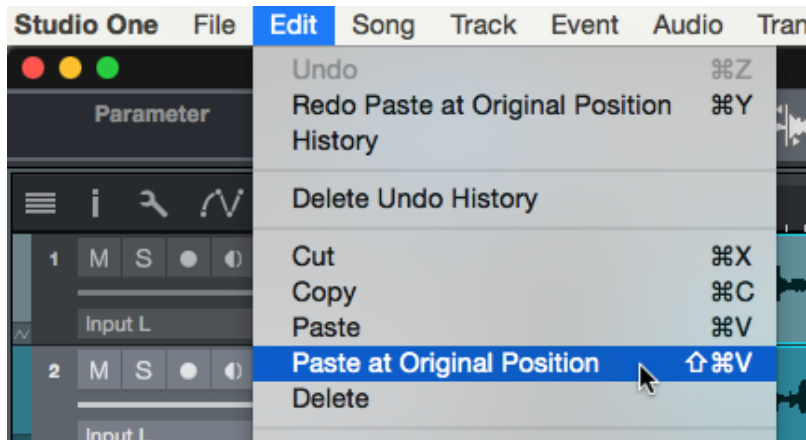 Studio One File Edit Song Track Event Audio Tran
Undo ⌘Z
Parameter
Redo Paste at Original Position ⌘Y
History
i
Delete Undo History
1 M S
Cut ⌘X
Copy ⌘C
Input L
Paste ⌘V
2 M S
Paste at Original Position ⇧⌘V
Delete
Input L